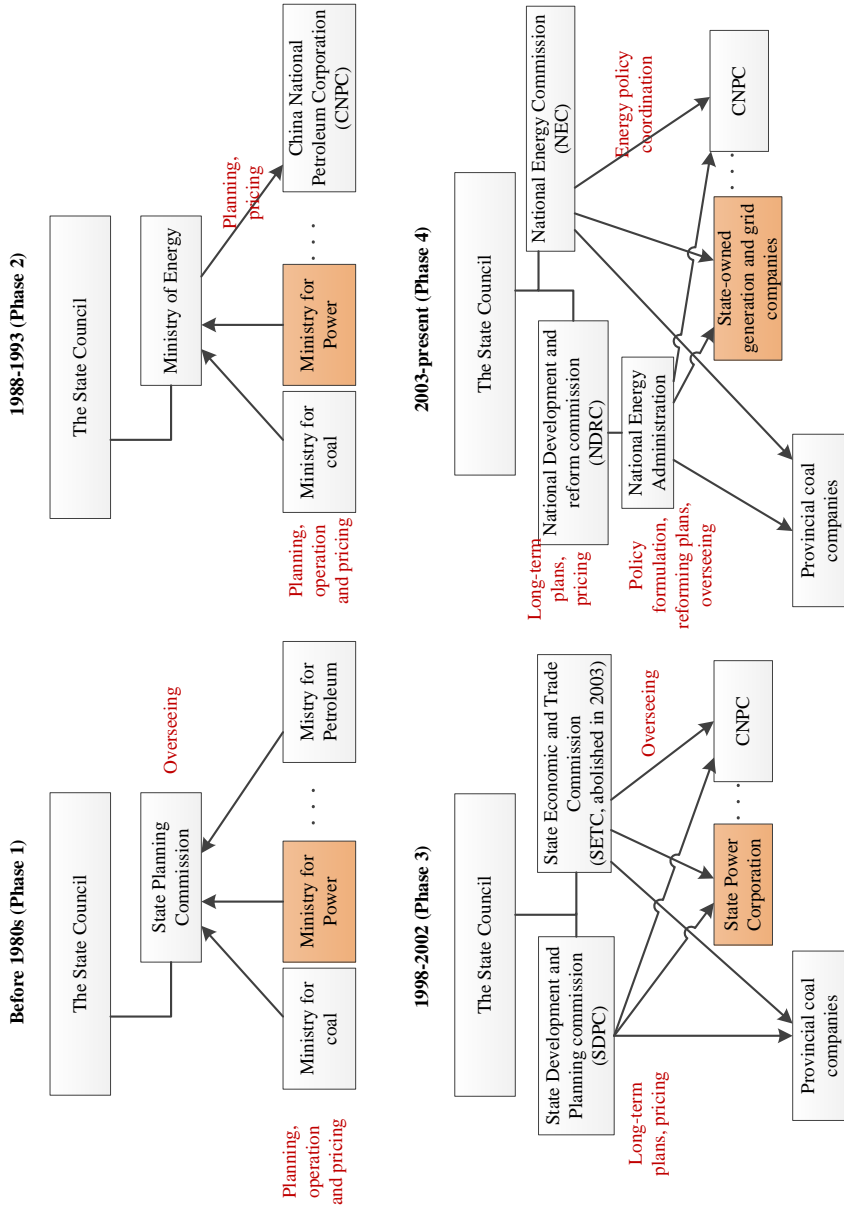 Before 1980s (Phase 1)
The State Council
State Planning
Commission
Overseeing
Ministry for
coal
Ministry for
Power
. . .
Mistry for
Petroleum
Planning,
operation
and pricing
1988-1993 (Phase 2)
The State Council
Ministry of Energy
Planning,
pricing
Ministry for
coal
Ministry for
Power
. . . .
China National
Petroleum Corporation
(CNPC)
Planning,
operation
and pricing
1998-2002 (Phase 3)
The State Council
State Development and
Planning commission
(SDPC)
State Economic and Trade
Commission
(SETC, abolished in 2003)
Long-term
plans, pricing
Overseeing
State Power
Corporation
. . . .
CNPC
Provincial coal
companies
2003-present (Phase 4)
The State Council
National Development and
reform commission
(NDRC)
National Energy Commission
(NEC)
Long-term
plans,
pricing
National Energy
Administration
Policy
formulation,
reforming plans,
overseeing
Energy policy
coordination
State-owned
generation and grid
companies
. . . .
CNPC
Provincial coal
companies